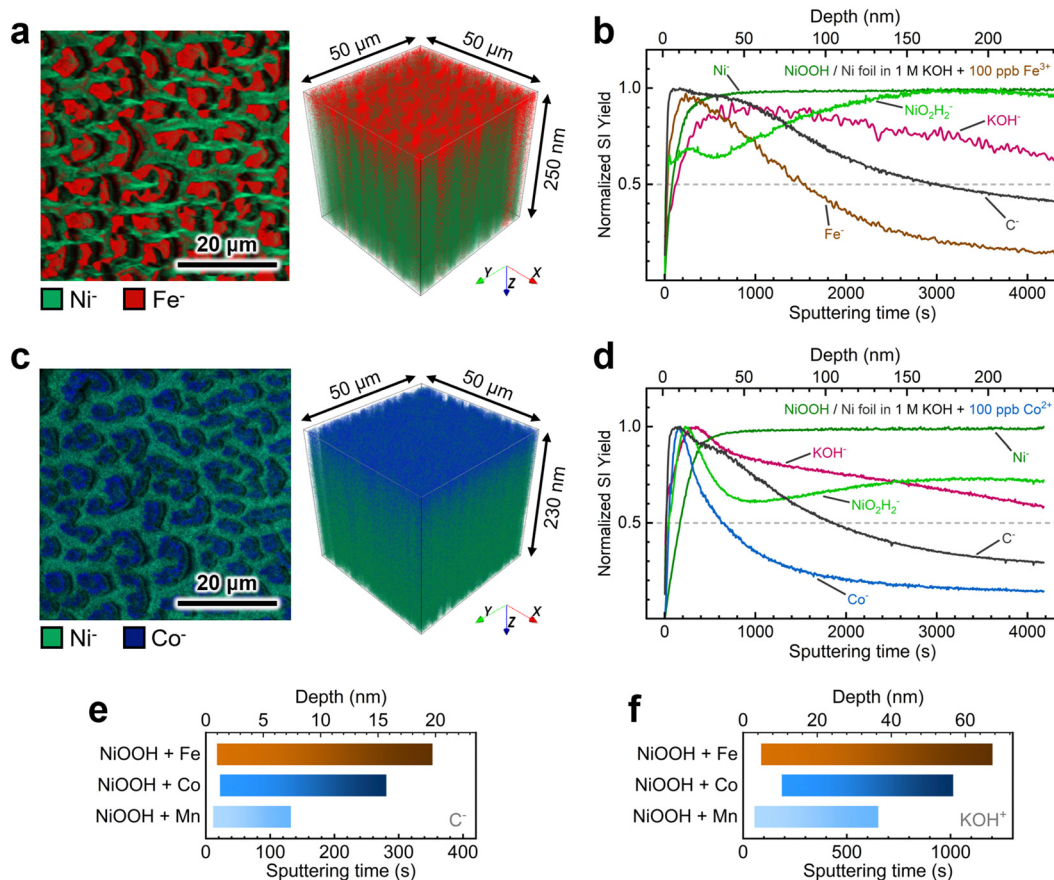 a
50 µm
50 µm
250 nm
20 µm
Y
X
Z
Ni⁻
Fe⁻
b
Depth (nm)
0
50
100
150
200
NiOOH / Ni foil in 1 M KOH + 100 ppb Fe³⁺
Ni⁻
NiO₂H₂⁻
KOH⁻
C⁻
Fe⁻
1.0
0.5
Normalized SI Yield
0
1000
2000
3000
4000
Sputtering time (s)
c
50 µm
50 µm
230 nm
20 µm
Y
X
Z
Ni⁻
Co⁻
d
Depth (nm)
0
50
100
150
200
NiOOH / Ni foil in 1 M KOH + 100 ppb Co²⁺
Ni⁻
KOH⁻
NiO₂H₂⁻
C⁻
Co⁻
1.0
0.5
Normalized SI Yield
0
1000
2000
3000
4000
Sputtering time (s)
e
Depth (nm)
0
5
10
15
20
NiOOH + Fe
NiOOH + Co
NiOOH + Mn
C⁻
0
100
200
300
400
Sputtering time (s)
f
Depth (nm)
0
20
40
60
NiOOH + Fe
NiOOH + Co
NiOOH + Mn
KOH⁺
0
500
1000
Sputtering time (s)